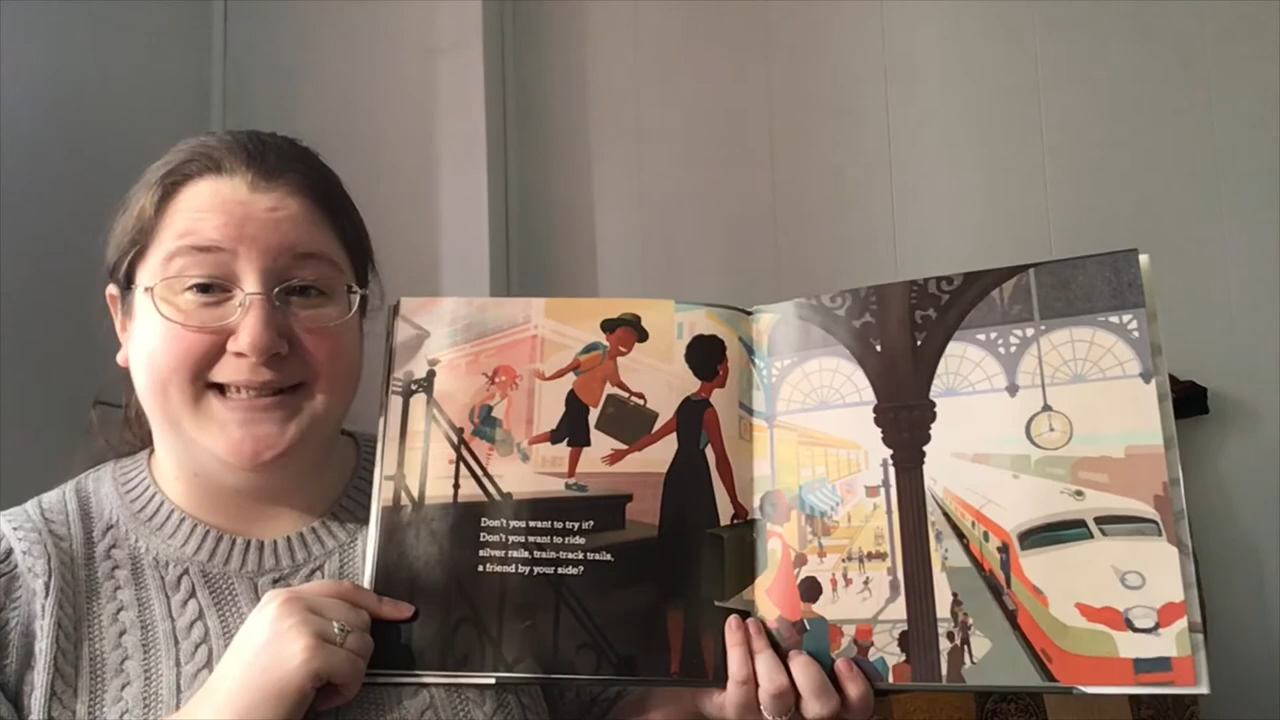 Don't you want to try it?
Don't you want to ride
silver rails, train-track trails,
a friend by your side?